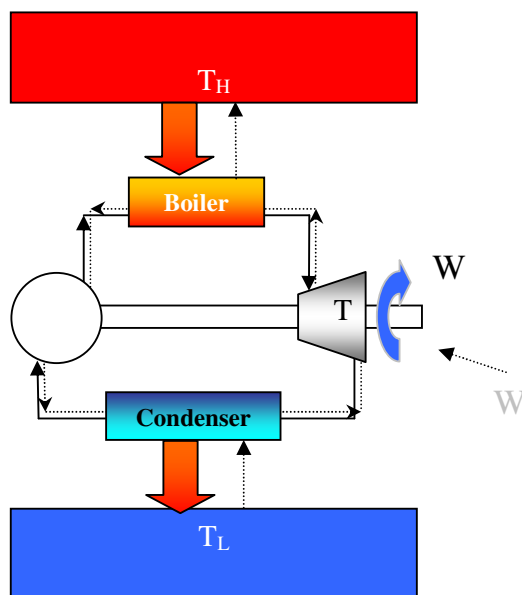 T_H
Boiler
W
T
W
Condenser
T_L